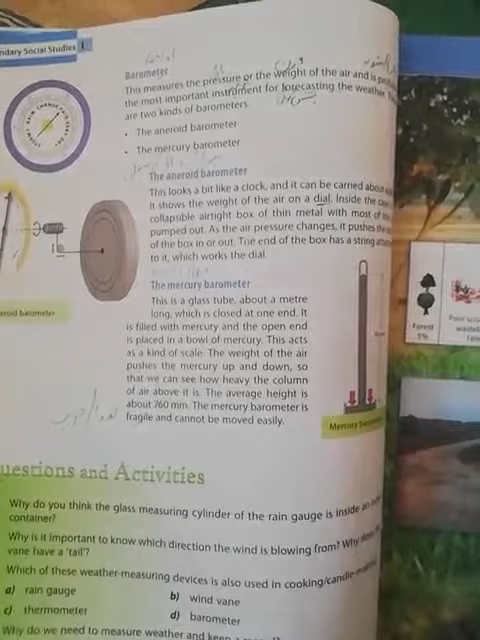 ndary Social Studies 1
Barometer
This measures the pressure or the weight of the air and is
the most important instrument for forecasting the weather.
are two kinds of barometers
• The aneroid barometer
• The mercury barometer
The aneroid barometer
This looks a bit like a clock, and it can be carried about
It shows the weight of the air on a dial. Inside the
collapsible airtight box of thin metal with most of
pumped out. As the air pressure changes, it pushes the
of the box in or out. The end of the box has a string
to it, which works the dial.
eroid barometer
The mercury barometer
This is a glass tube, about a metre
long, which is closed at one end. It
is filled with mercury and the open end
is placed in a bowl of mercury. This acts
as a kind of scale. The weight of the air
pushes the mercury up and down, so
that we can see how heavy the column
of air above it is. The average height is
about 760 mm. The mercury barometer is
fragile and cannot be moved easily.
Mercury
Forest
5%
uestions and Activities
Why do you think the glass measuring cylinder of the rain gauge is inside an
container?
Why is it important to know which direction the wind is blowing from? Why
vane have a 'tail'?
Which of these weather-measuring devices is also used in cooking/candle-
a) rain gauge
b) wind vane
c) thermometer
d) barometer
Why do we need to measure weather and keep